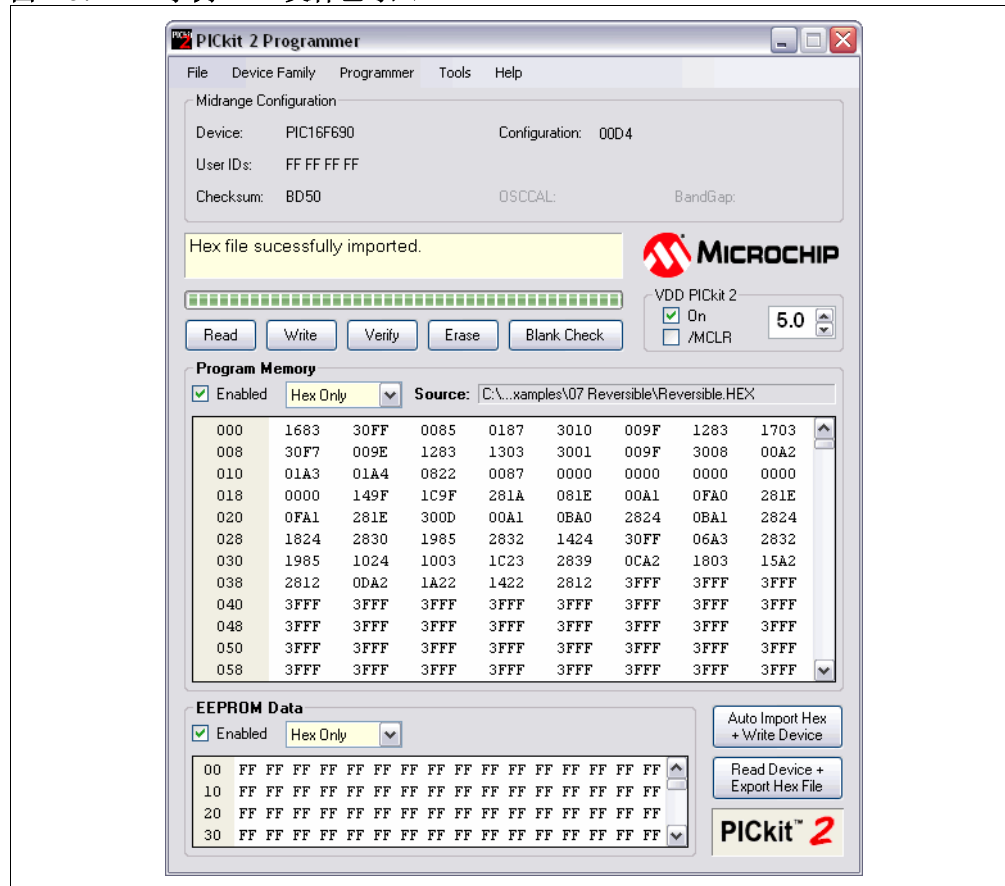 PICkit 2 Programmer
File Device Family Programmer Tools Help
Midrange Configuration
Device: PIC16F690 Configuration: 00D4
User IDs: FF FF FF FF
Checksum: BD50 OSCCAL: BandGap:
Hex file sucessfully imported.
MICROCHIP
VDD PICkit 2
On
/MCLR
5.0
Read Write Verify Erase Blank Check
Program Memory
Enabled Hex Only Source: C:\...xamples\07 Reversible\Reversible.HEX
000 1683 30FF 0085 0187 3010 009F 1283 1703
008 30F7 009E 1283 1303 3001 009F 3008 00A2
010 01A3 01A4 0822 0087 0000 0000 0000 0000
018 0000 149F 1C9F 281A 081E 00A1 0FA0 281E
020 0FA1 281E 300D 00A1 0BA0 2824 0BA1 2824
028 1824 2830 1985 2832 1424 30FF 06A3 2832
030 1985 1024 1003 1C23 2839 0CA2 1803 15A2
038 2812 0DA2 1A22 1422 2812 3FFF 3FFF 3FFF
040 3FFF 3FFF 3FFF 3FFF 3FFF 3FFF 3FFF 3FFF
048 3FFF 3FFF 3FFF 3FFF 3FFF 3FFF 3FFF 3FFF
050 3FFF 3FFF 3FFF 3FFF 3FFF 3FFF 3FFF 3FFF
058 3FFF 3FFF 3FFF 3FFF 3FFF 3FFF 3FFF 3FFF
EEPROM Data
Enabled Hex Only
00 FF FF FF FF FF FF FF FF FF FF FF FF FF FF FF FF
10 FF FF FF FF FF FF FF FF FF FF FF FF FF FF FF FF
20 FF FF FF FF FF FF FF FF FF FF FF FF FF FF FF FF
30 FF FF FF FF FF FF FF FF FF FF FF FF FF FF FF FF
Auto Import Hex
+ Write Device
Read Device +
Export Hex File
PICkit™ 2